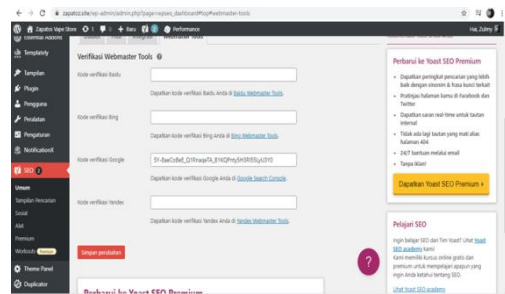 zapatoz.site/wp-admin/admin.php?page=wpseo_dashboard#top#webmaster-tools
Zapatos Vape Store
1
0
+ Baru
Performance
Hai, Zulmy
Essential Addons
Templately
Tampilan
Plugin
Pengguna
Peralatan
Pengaturan
NotificationX
SEO 2
Umum
Tampilan Pencarian
Sosial
Alat
Premium
Workouts
Theme Panel
Duplicator
Webmaster Tools
Verifikasi Webmaster Tools
Kode verifikasi Baidu
Dapatkan kode verifikasi Baidu Anda di Baidu Webmaster Tools.
Kode verifikasi Bing
Dapatkan kode verifikasi Bing Anda di Bing Webmaster Tools.
Kode verifikasi Google
Dapatkan kode verifikasi Google Anda di Google Search Console.
Kode verifikasi Yandex
Dapatkan kode verifikasi Yandex Anda di Yandex Webmaster Tools.
Simpan perubahan
Perbarui ke Yoast SEO Premium
Perbarui ke Yoast SEO Premium
• Dapatkan peringkat pencarian yang lebih
baik dengan sinonim & frasa kunci terkait
• Pratinjau halaman kamu di Facebook dan
Twitter
• Dapatkan saran real-time untuk tautan
internal
• Tidak ada lagi tautan yang mati alias
halaman 404
• 24/7 bantuan melalui email
• Tanpa iklan!
Dapatkan Yoast SEO Premium »
Pelajari SEO
Ingin belajar SEO dari Tim Yoast? Lihat Yoast
SEO academy kami!
Kami memiliki kursus online gratis dan
premium untuk mempelajari apapun yang
ingin Anda ketahui tentang SEO.
Lihat Yoast SEO academy
?